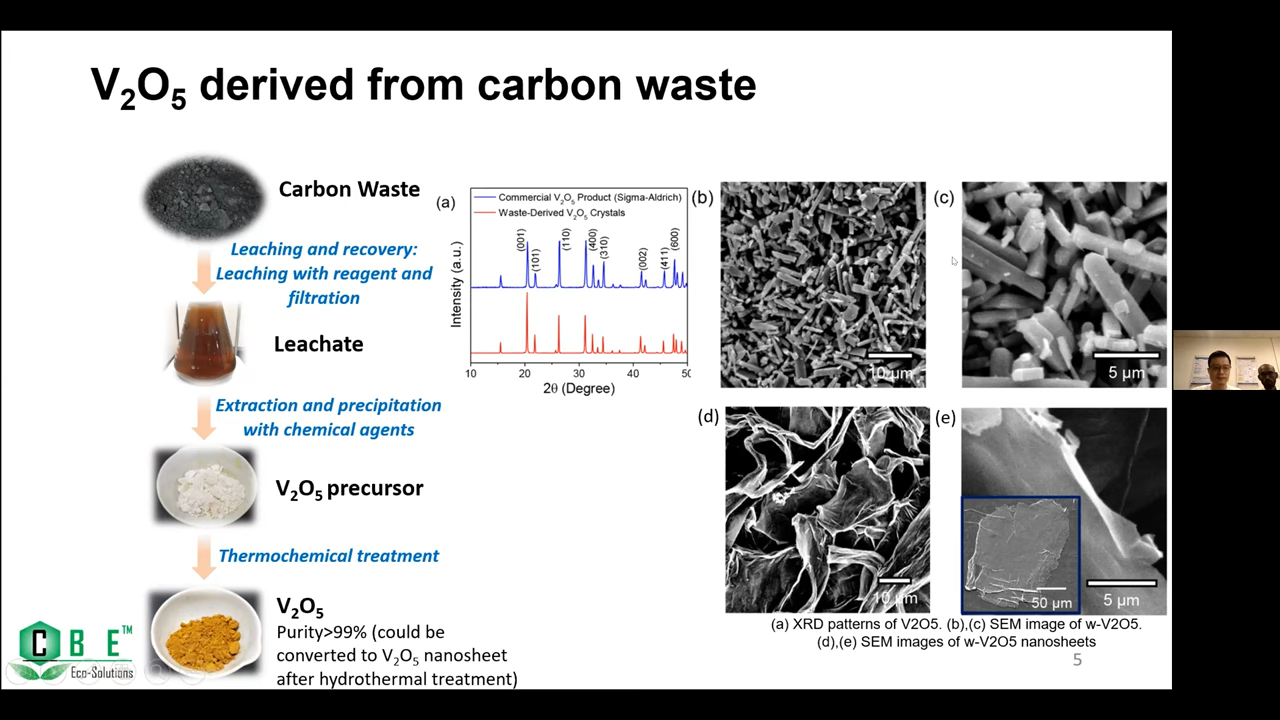 V₂O₅ derived from carbon waste
Carbon Waste
Leaching and recovery:
Leaching with reagent and
filtration
Leachate
Extraction and precipitation
with chemical agents
V₂O₅ precursor
Thermochemical treatment
V₂O₅
Purity>99% (could be
converted to V₂O₅ nanosheet
after hydrothermal treatment)
CBE™
Eco-Solutions
(a)
Commercial V₂O₅ Product (Sigma-Aldrich)
Waste-Derived V₂O₅ Crystals
(001)
(101)
(110)
(400)
(310)
(002)
(411)
(600)
Intensity (a.u.)
10 20 30 40 50
2θ (Degree)
(b)
10 µm
(c)
5 µm
(d)
10 µm
(e)
50 µm
5 µm
(a) XRD patterns of V2O5. (b),(c) SEM image of w-V2O5.
(d),(e) SEM images of w-V2O5 nanosheets
5